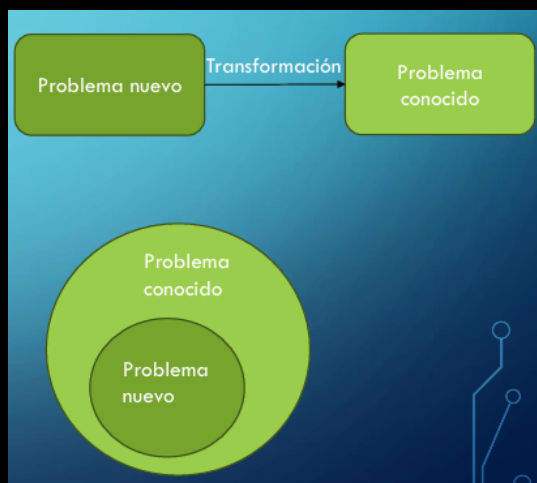 Transformación
Problema nuevo
Problema
conocido
Problema
conocido
Problema
nuevo